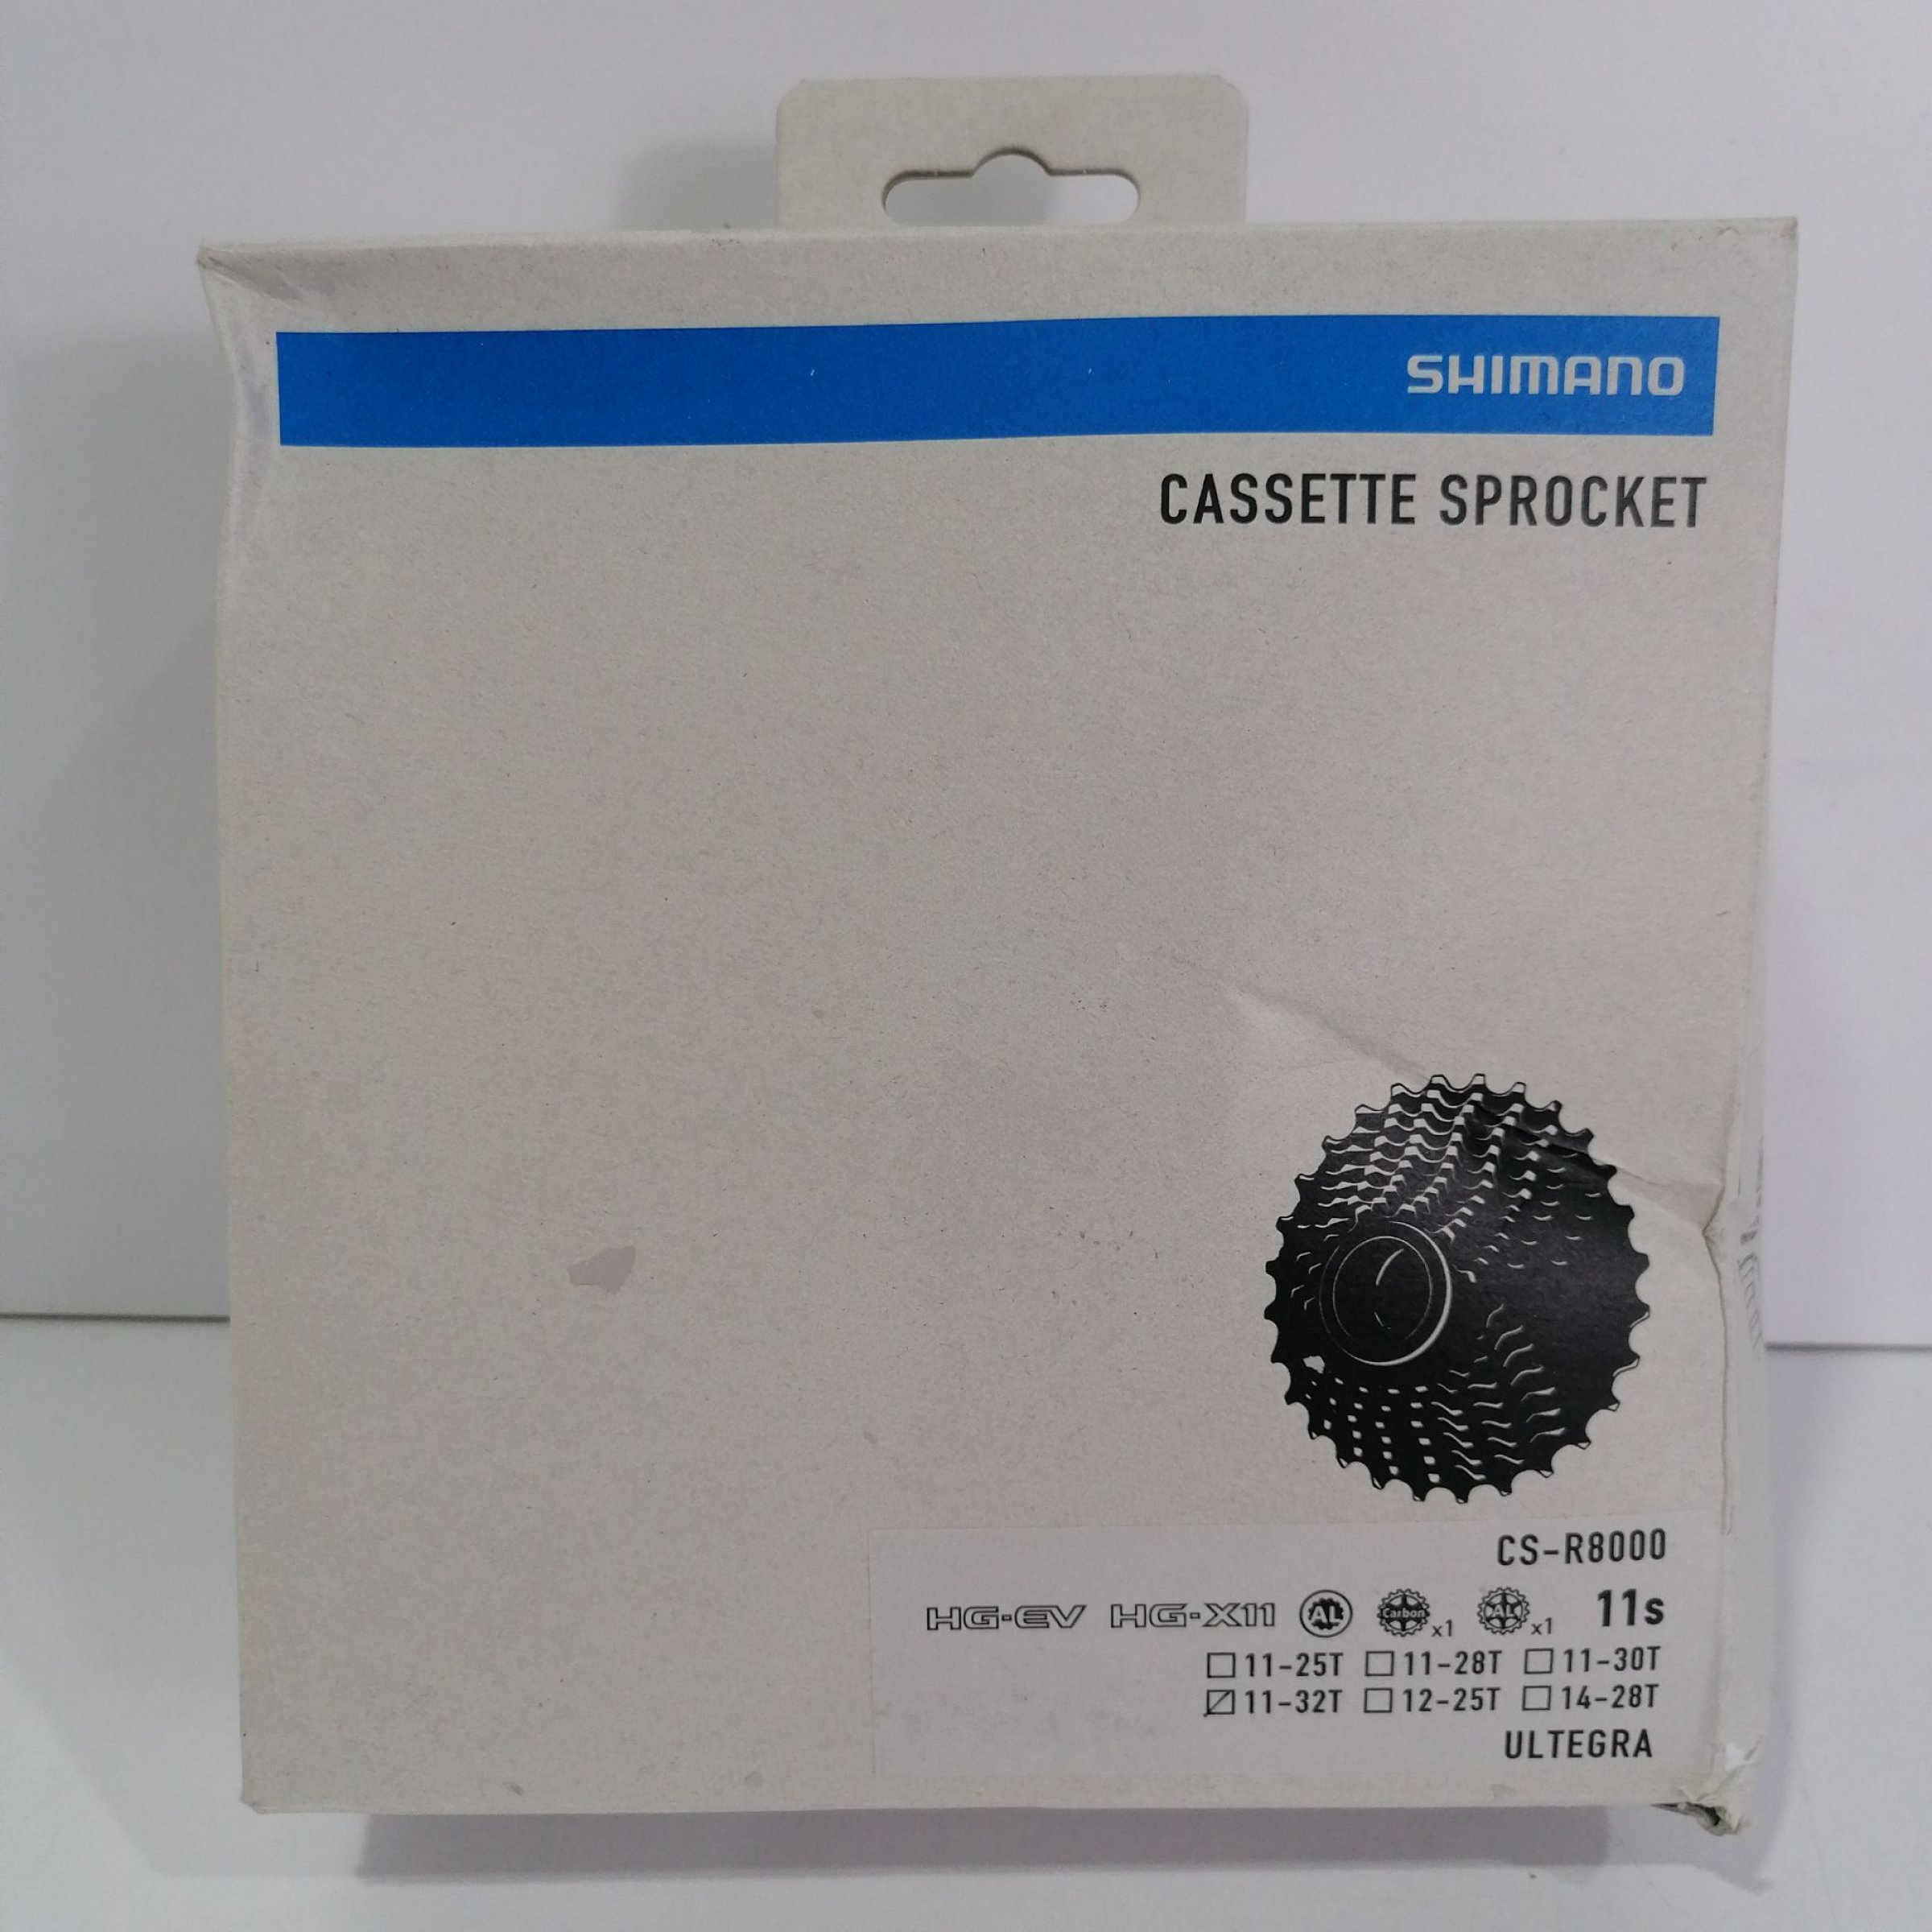 SHIMANO
CASSETTE SPROCKET
CS-R8000
HG-EV HG-X11 AL Carbon x1 AL x1 11s
☐ 11-25T ☐ 11-28T ☐ 11-30T
☑ 11-32T ☐ 12-25T ☐ 14-28T
ULTEGRA